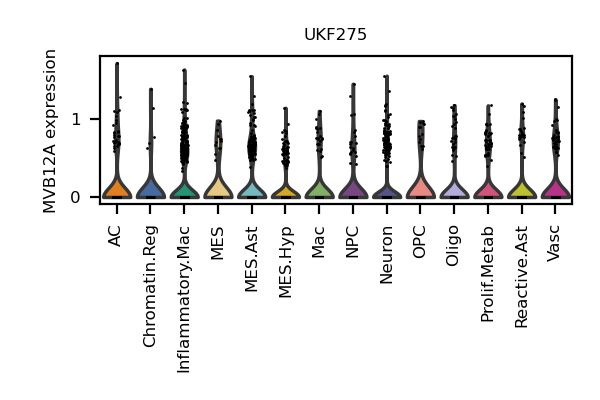 UKF275
MVB12A expression
1
0
AC
Chromatin.Reg
Inflammatory.Mac
MES
MES.Ast
MES.Hyp
Mac
NPC
Neuron
OPC
Oligo
Prolif.Metab
Reactive.Ast
Vasc